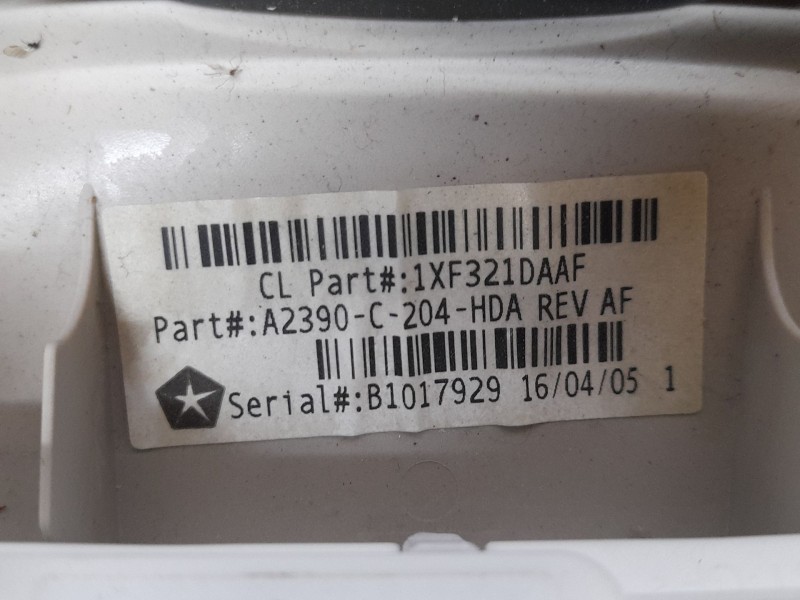 CL Part#:1XF321DAAF
Part#:A2390-C-204-HDA REV AF
Serial#:B1017929 16/04/05 1